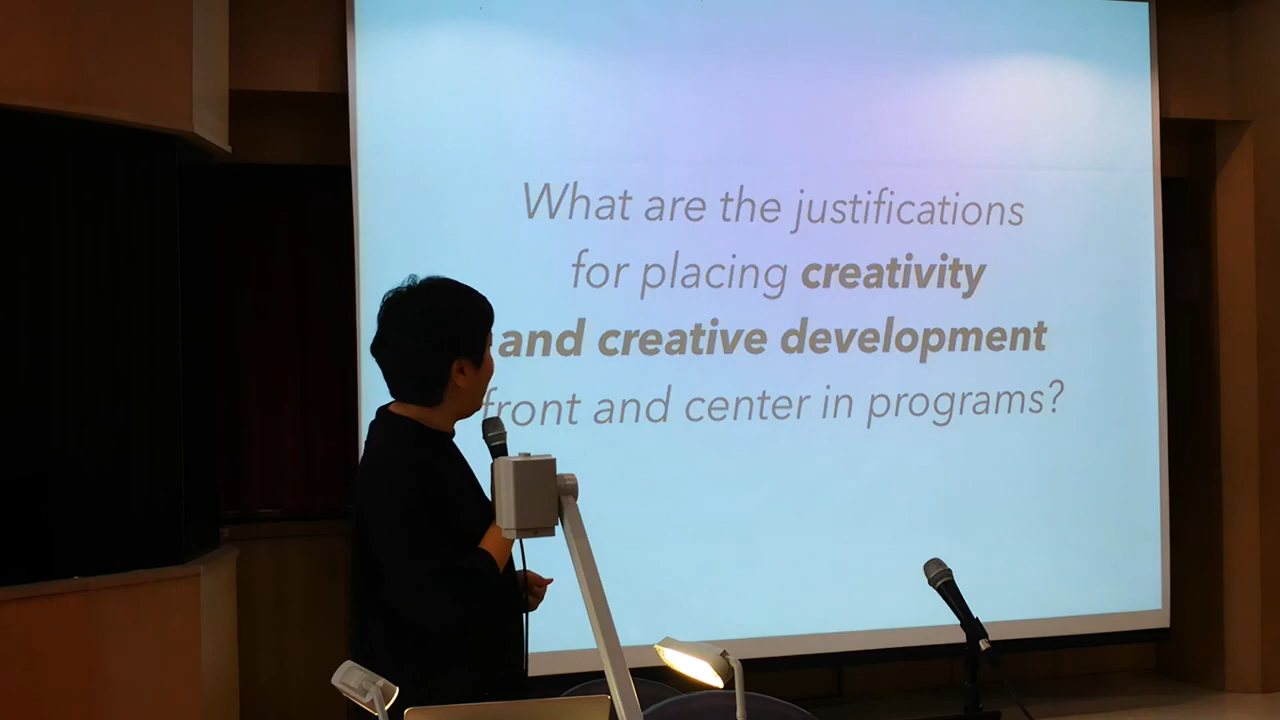 What are the justifications
for placing creativity
and creative development
front and center in programs?